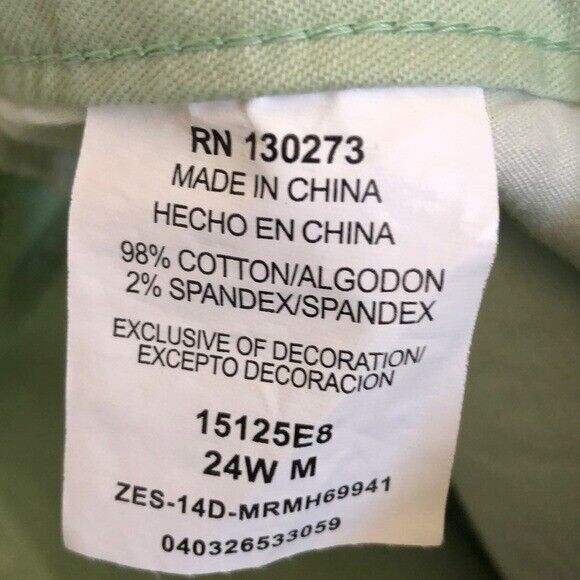 RN 130273
MADE IN CHINA
HECHO EN CHINA
98% COTTON/ALGODON
2% SPANDEX/SPANDEX
EXCLUSIVE OF DECORATION/
EXCEPTO DECORACION
15125E8
24W M
ZES-14D-MRMH69941
040326533059